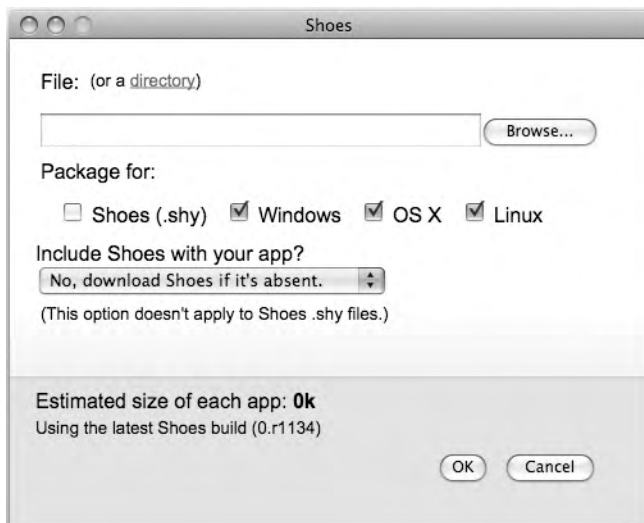 Shoes
File: (or a directory)
Browse...
Package for:
Shoes (.shy) Windows OS X Linux
Include Shoes with your app?
No, download Shoes if it's absent.
(This option doesn't apply to Shoes .shy files.)
Estimated size of each app: 0k
Using the latest Shoes build (0.r1134)
OK Cancel